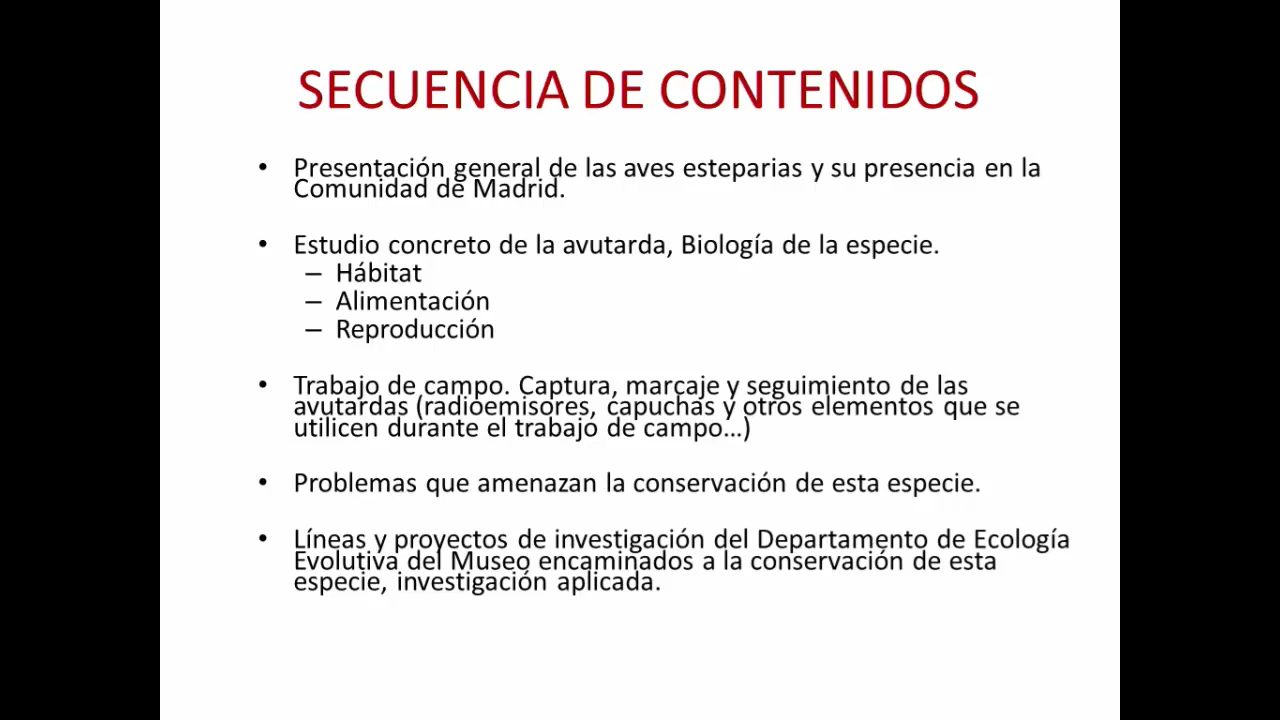 SECUENCIA DE CONTENIDOS
• Presentación general de las aves esteparias y su presencia en la
Comunidad de Madrid.
• Estudio concreto de la avutarda, Biología de la especie.
– Hábitat
– Alimentación
– Reproducción
• Trabajo de campo. Captura, marcaje y seguimiento de las
avutardas (radioemisores, capuchas y otros elementos que se
utilicen durante el trabajo de campo…)
• Problemas que amenazan la conservación de esta especie.
• Líneas y proyectos de investigación del Departamento de Ecología
Evolutiva del Museo encaminados a la conservación de esta
especie, investigación aplicada.